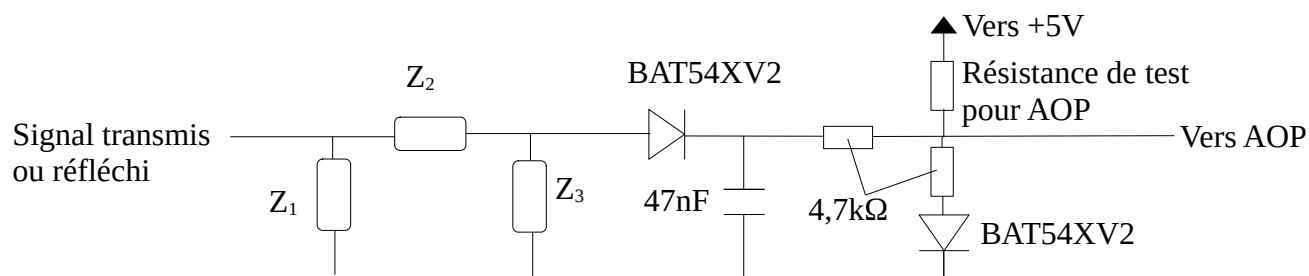 Vers +5V
Z2
BAT54XV2
Résistance de test
pour AOP
Signal transmis
ou réfléchi
Vers AOP
Z1
Z3
47nF
4,7kΩ
BAT54XV2